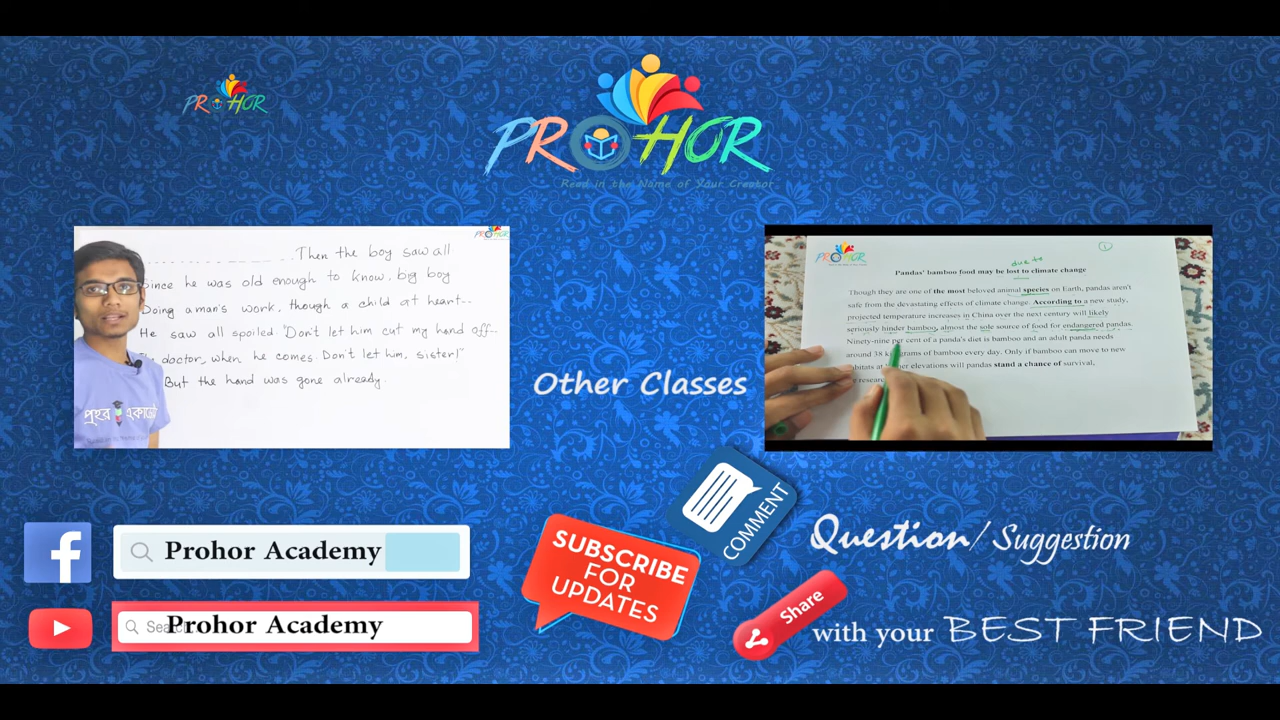 PROHOR
PROHOR
Read in the Name of Your Creator
PROHOR
Then the boy saw all
Since he was old enough to know, big boy
Doing a man's work, though a child at heart--
He saw all spoiled. "Don't let him cut my hand off--
doctor, when he comes. Don't let him, sister!"
But the hand was gone already.
প্রহর একাডেমি
Other Classes
PROHOR
1
due to
Pandas' bamboo food may be lost to climate change
Though they are one of the most beloved animal species on Earth, pandas aren't
safe from the devastating effects of climate change. According to a new study,
projected temperature increases in China over the next century will likely
seriously hinder bamboo, almost the sole source of food for endangered pandas.
Ninety-nine per cent of a panda's diet is bamboo and an adult panda needs
around 38 of bamboo every day. Only if bamboo can move to new
at elevations will pandas stand a chance of survival,
Prohor Academy
Prohor Academy
SUBSCRIBE
FOR
UPDATES
COMMENT
Question/ Suggestion
Share
with your BEST FRIEND